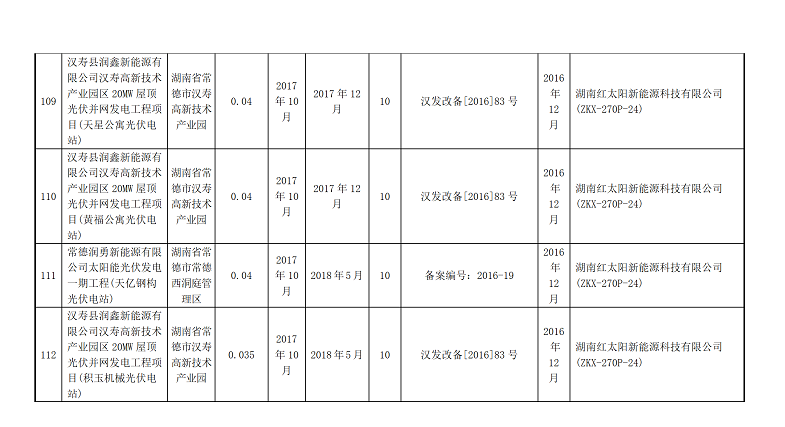 109
汉寿县润鑫新能源有
限公司汉寿高新技术
产业园区 20MW 屋顶
光伏并网发电工程项
目(天星公寓光伏电
站)
湖南省常
德市汉寿
高新技术
产业园
0.04
2017
年 10
月
2017 年 12
月
10
汉发改备[2016]83 号
2016
年
12
月
湖南红太阳新能源科技有限公司
(ZKX-270P-24)
110
汉寿县润鑫新能源有
限公司汉寿高新技术
产业园区 20MW 屋顶
光伏并网发电工程项
目(黄福公寓光伏电
站)
湖南省常
德市汉寿
高新技术
产业园
0.04
2017
年 10
月
2017 年 12
月
10
汉发改备[2016]83 号
2016
年
12
月
湖南红太阳新能源科技有限公司
(ZKX-270P-24)
111
常德润勇新能源有限
公司太阳能光伏发电
一期工程(天亿钢构
光伏电站)
湖南省常
德市常德
西洞庭管
理区
0.04
2017
年 10
月
2018 年 5 月
10
备案编号：2016-19
2016
年
12
月
湖南红太阳新能源科技有限公司
(ZKX-270P-24)
112
汉寿县润鑫新能源有
限公司汉寿高新技术
产业园区 20MW 屋顶
光伏并网发电工程项
目(积玉机械光伏电
站)
湖南省常
德市汉寿
高新技术
产业园
0.035
2017
年 10
月
2018 年 5 月
10
汉发改备[2016]83 号
2016
年
12
月
湖南红太阳新能源科技有限公司
(ZKX-270P-24)